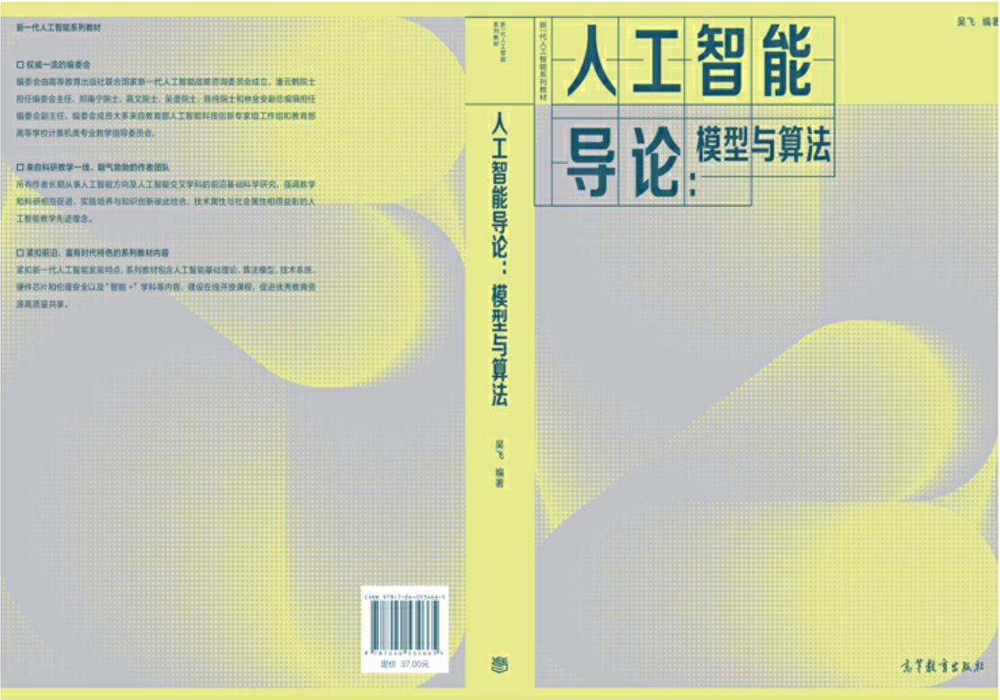 新一代人工智能系列教材
口 权威一流的编委会
编委会由高等教育出版社联合国家新一代人工智能战略咨询委员会成立，潘云鹤院士
担任编委会主任，郑南宁院士、高文院士、吴澄院士、陈纯院士和林金安副总编辑担任
编委会副主任，编委会成员大多来自教育部人工智能科技创新专家组工作组和教育部
高等学校计算机类专业教学指导委员会。
口 来自科研教学一线、朝气勃勃的作者团队
所有作者长期从事人工智能方向及人工智能交叉学科的前沿基础科学研究，强调教学
和科研相互促进、实践培养与知识创新彼此结合、技术属性与社会属性相得益彰的人
工智能教学先进理念。
口 紧扣前沿、富有时代特色的系列教材内容
紧扣新一代人工智能发展特点，系列教材包含人工智能基础理论、算法模型、技术系统、
硬件芯片和伦理安全以及“智能+”学科等内容，建设在线开放课程，促进优秀教育资
源高质量共享。
ISBN 978-7-04-053466-5
定价 37.00元
新一代人工智能
系列教材
人工智能导论：模型与算法
吴飞 编著
新一代人工智能系列教材
人工智能
导论：
模型与算法
吴飞 编著
高等教育出版社